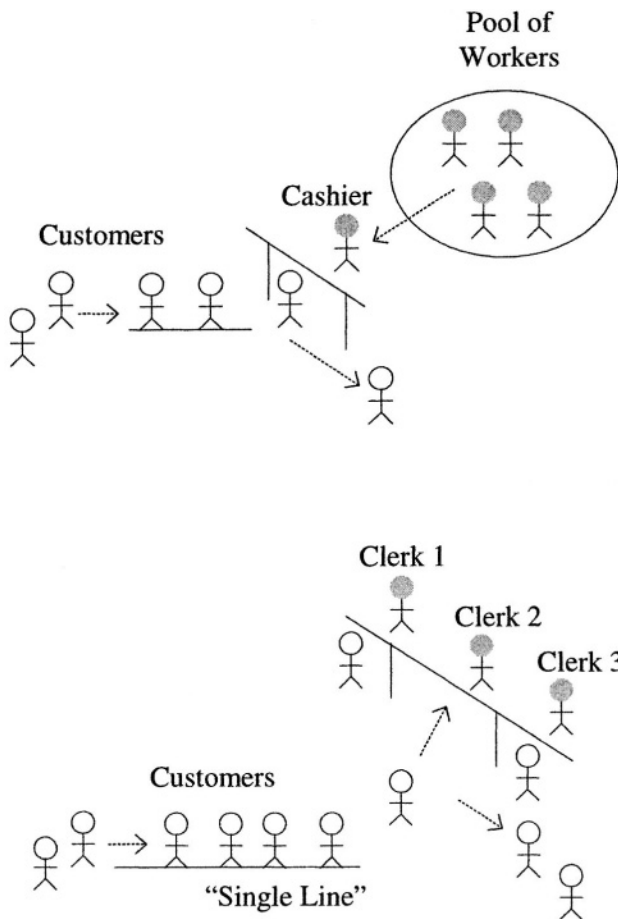 Pool of
Workers
Cashier
Customers
Clerk 1
Clerk 2
Clerk 3
Customers
“Single Line”